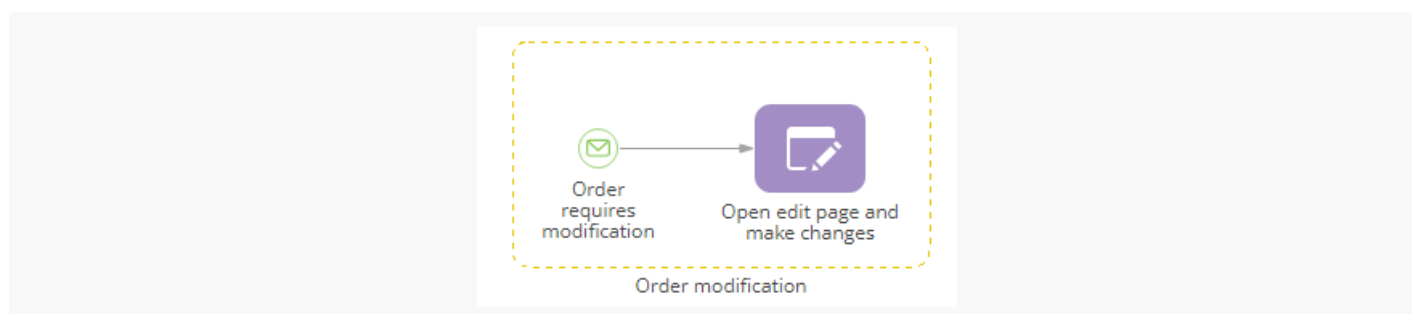 Order
requires
modification
Open edit page and
make changes
Order modification